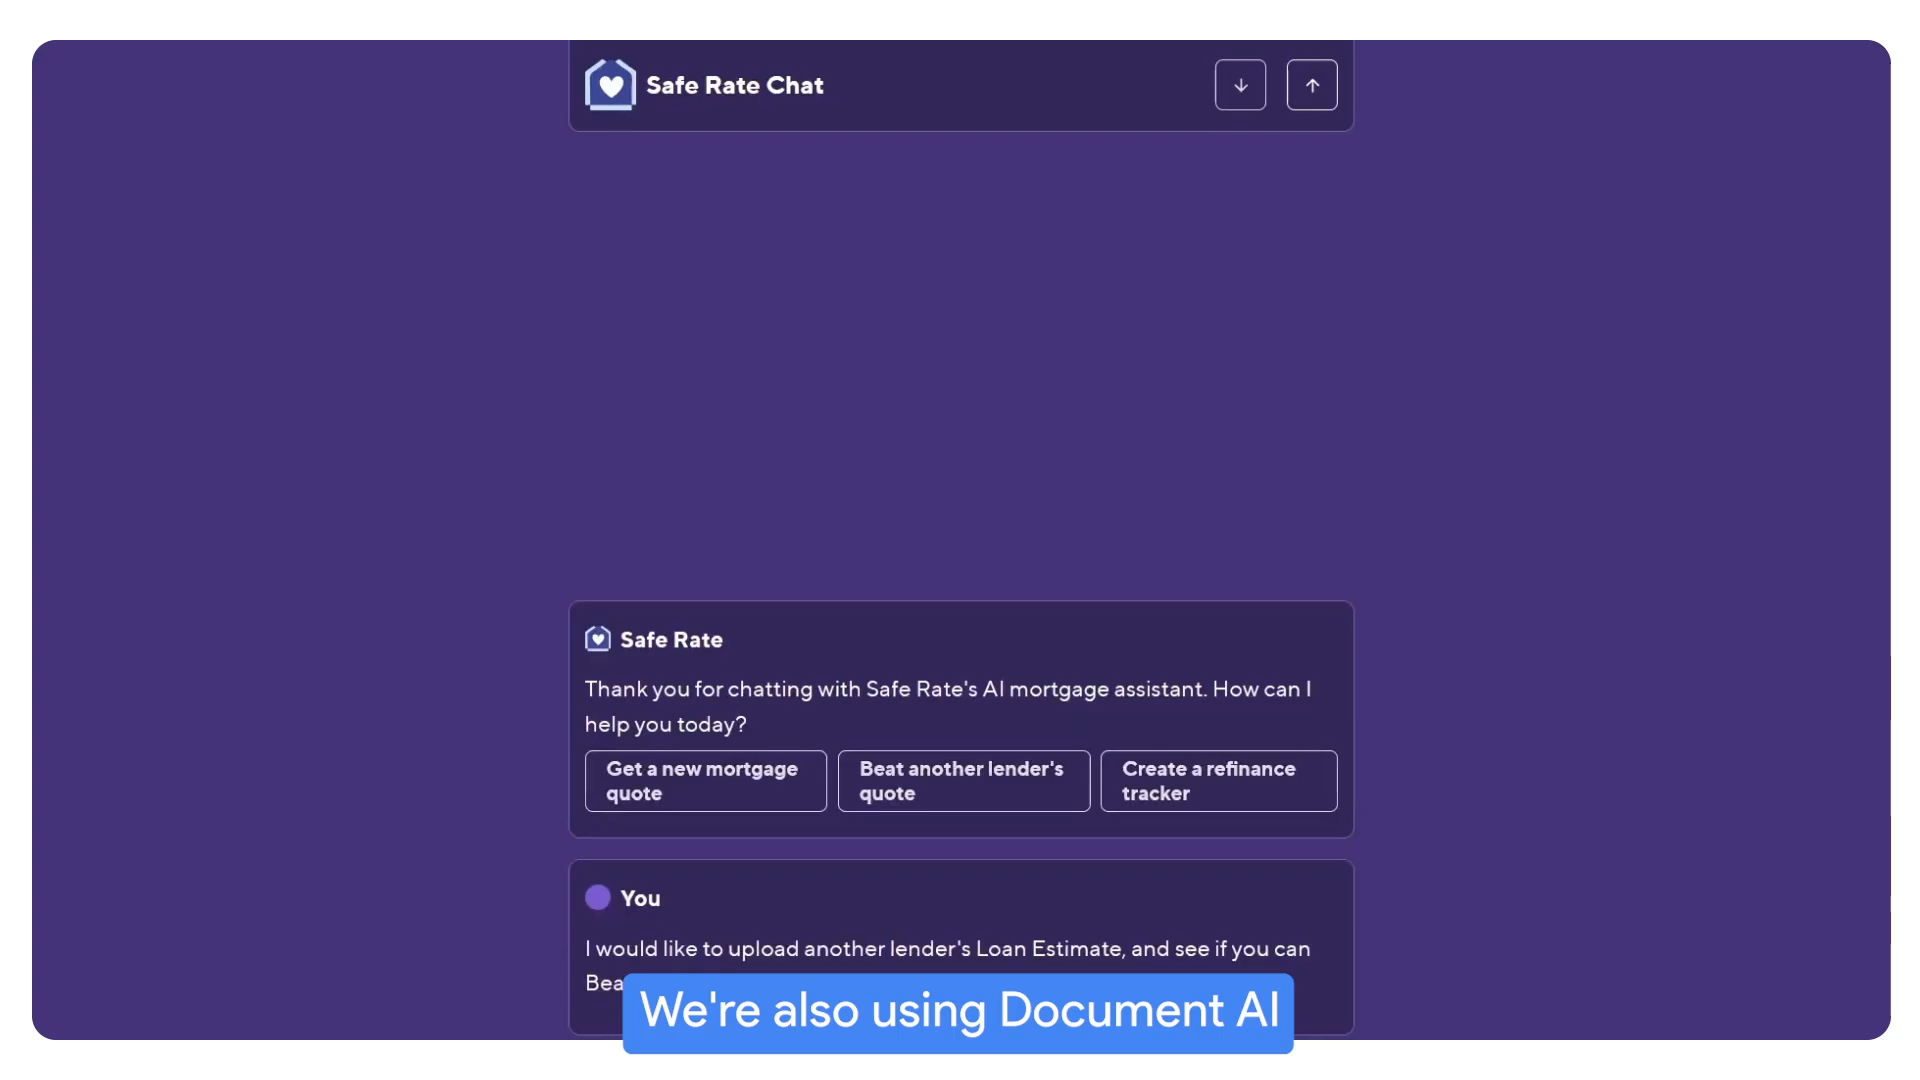 Safe Rate Chat
Safe Rate
Thank you for chatting with Safe Rate's AI mortgage assistant. How can I
help you today?
Get a new mortgage
quote
Beat another lender's
quote
Create a refinance
tracker
You
I would like to upload another lender's Loan Estimate, and see if you can
We're also using Document AI